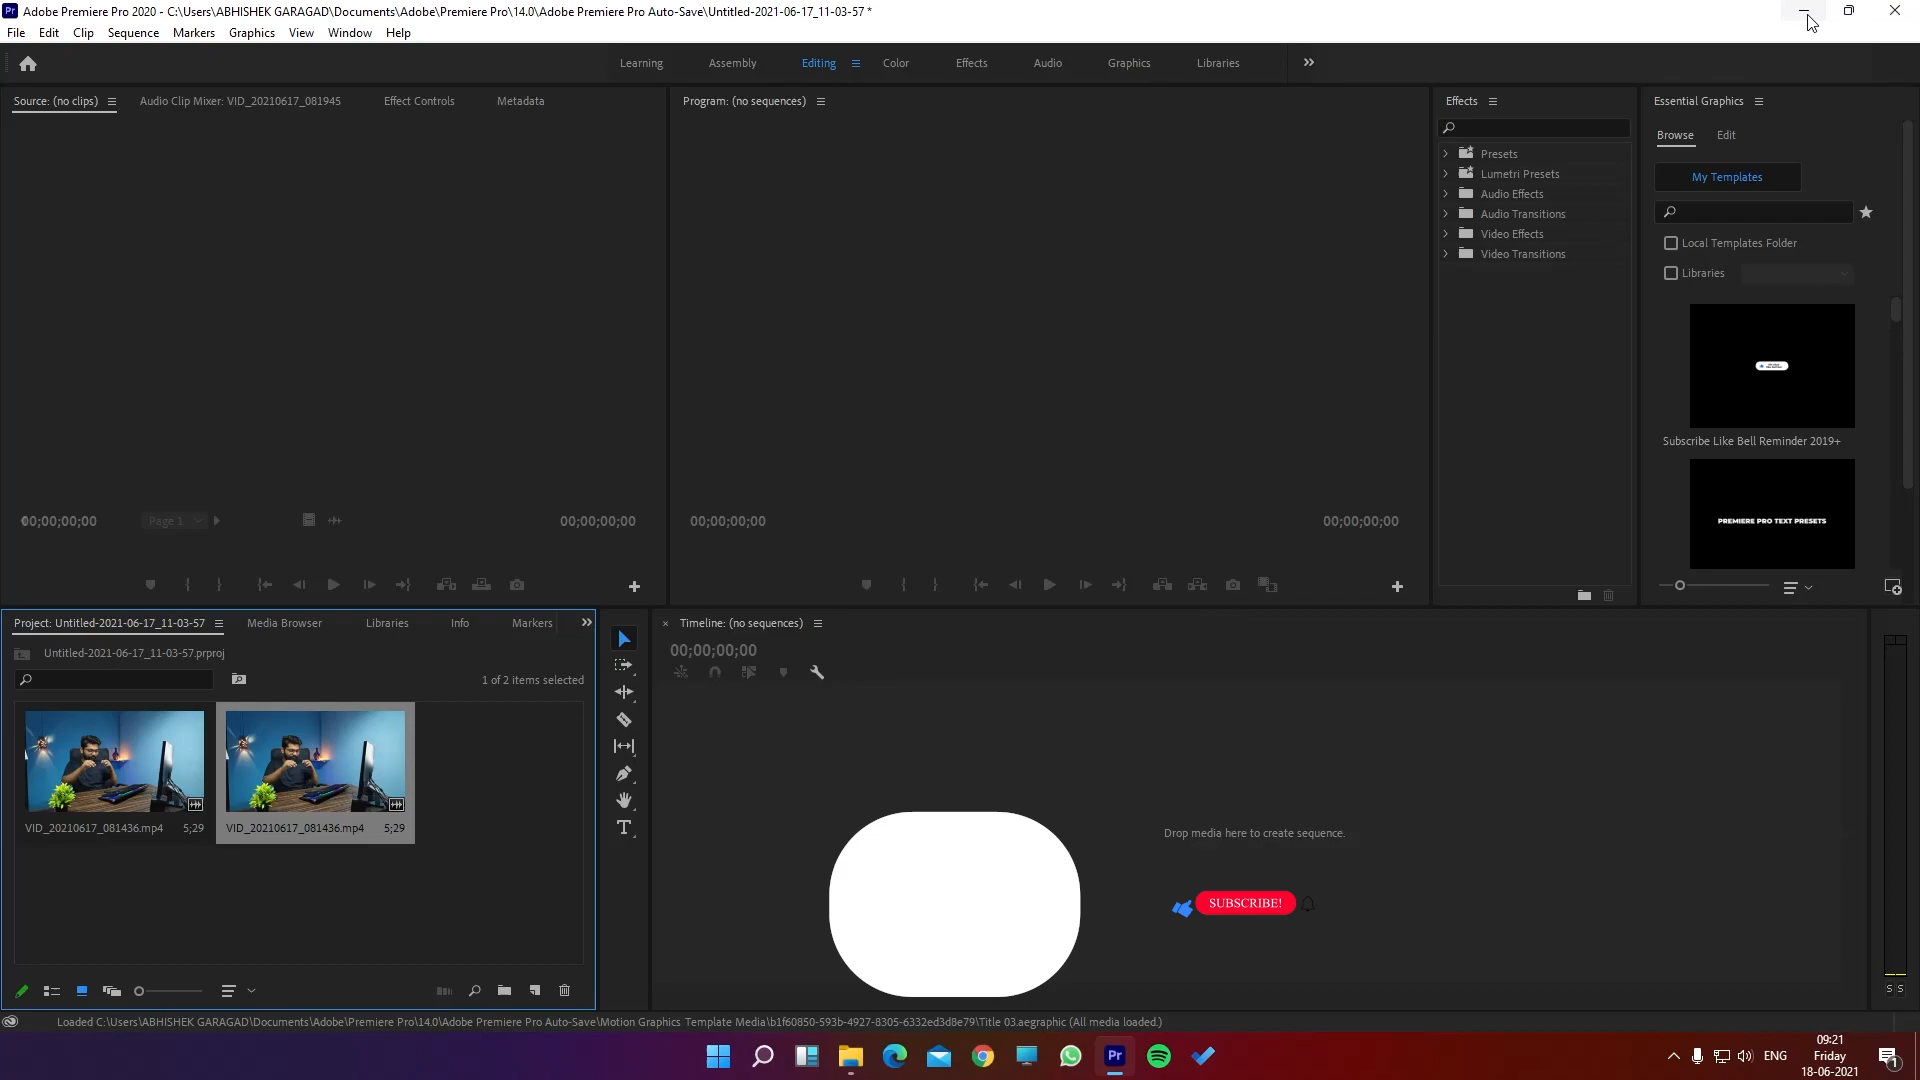 Adobe Premiere Pro 2020 - C:\Users\ABHISHEK GARAGAD\Documents\Adobe\Premiere Pro\14.0\Adobe Premiere Pro Auto-Save\Untitled-2021-06-17_11-03-57 *
File Edit Clip Sequence Markers Graphics View Window Help
Learning Assembly Editing Color Effects Audio Graphics Libraries
Source: (no clips) Audio Clip Mixer: VID_20210617_081945 Effect Controls Metadata
Program: (no sequences)
Effects
Presets
Lumetri Presets
Audio Effects
Audio Transitions
Video Effects
Video Transitions
Essential Graphics
Browse Edit
My Templates
Local Templates Folder
Libraries
Subscribe Like Bell Reminder 2019+
PREMIERE PRO TEXT PRESETS
00;00;00;00 Page 1 00;00;00;00
00;00;00;00 00;00;00;00
Project: Untitled-2021-06-17_11-03-57 Media Browser Libraries Info Markers
Untitled-2021-06-17_11-03-57.prproj
1 of 2 items selected
VID_20210617_081436.mp4 5;29
VID_20210617_081436.mp4 5;29
Timeline: (no sequences)
00;00;00;00
Drop media here to create sequence.
SUBSCRIBE!
S S
Loaded C:\Users\ABHISHEK GARAGAD\Documents\Adobe\Premiere Pro\14.0\Adobe Premiere Pro Auto-Save\Motion Graphics Template Media\b1f60850-593b-4927-8305-6332ed3d8e79\Title 03.aegraphic (All media loaded.)
Pr
ENG
09:21
Friday
18-06-2021
1